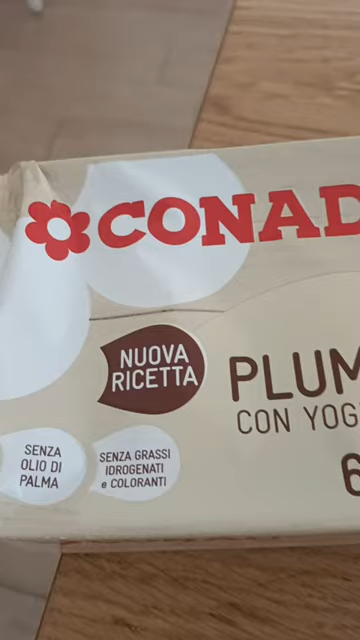 CONAD
NUOVA
RICETTA
PLUM
CON YOG
SENZA
OLIO DI
PALMA
SENZA GRASSI
IDROGENATI
e COLORANTI
6